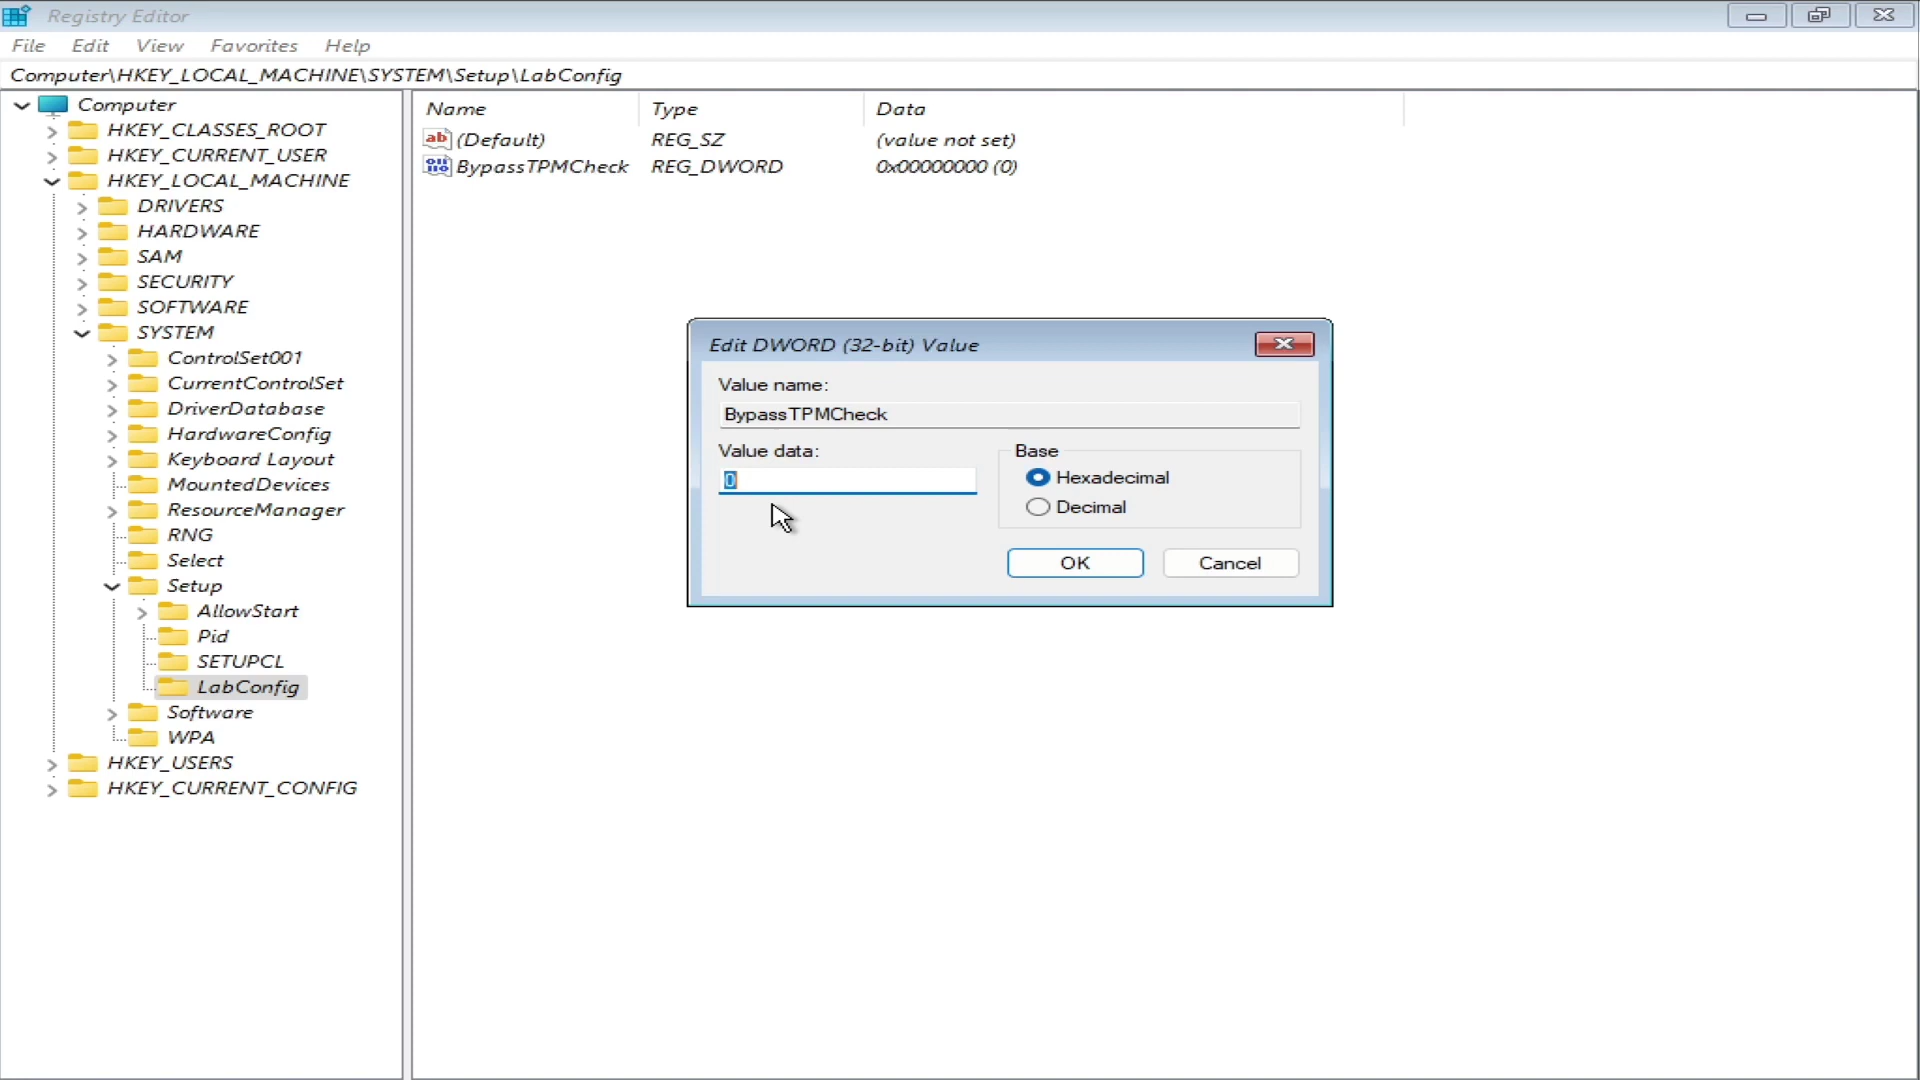 Registry Editor
File Edit View Favorites Help
Computer\HKEY_LOCAL_MACHINE\SYSTEM\Setup\LabConfig
Computer
HKEY_CLASSES_ROOT
HKEY_CURRENT_USER
HKEY_LOCAL_MACHINE
DRIVERS
HARDWARE
SAM
SECURITY
SOFTWARE
SYSTEM
ControlSet001
CurrentControlSet
DriverDatabase
HardwareConfig
Keyboard Layout
MountedDevices
ResourceManager
RNG
Select
Setup
AllowStart
Pid
SETUPCL
LabConfig
Software
WPA
HKEY_USERS
HKEY_CURRENT_CONFIG
Name Type Data
(Default) REG_SZ (value not set)
BypassTPMCheck REG_DWORD 0x00000000 (0)
Edit DWORD (32-bit) Value
Value name:
BypassTPMCheck
Value data:
0
Base
Hexadecimal
Decimal
OK Cancel